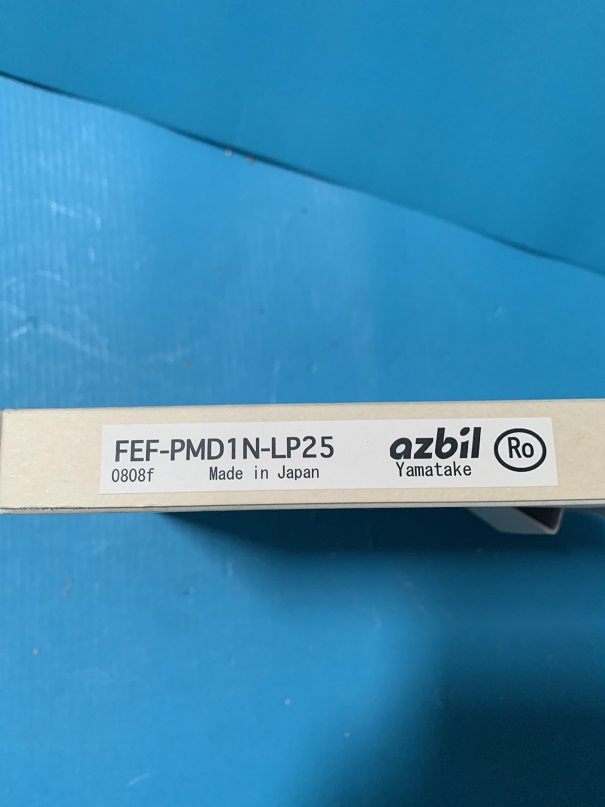 FEF-PMD1N-LP25 azbil Ro
0808f Made in Japan Yamatake